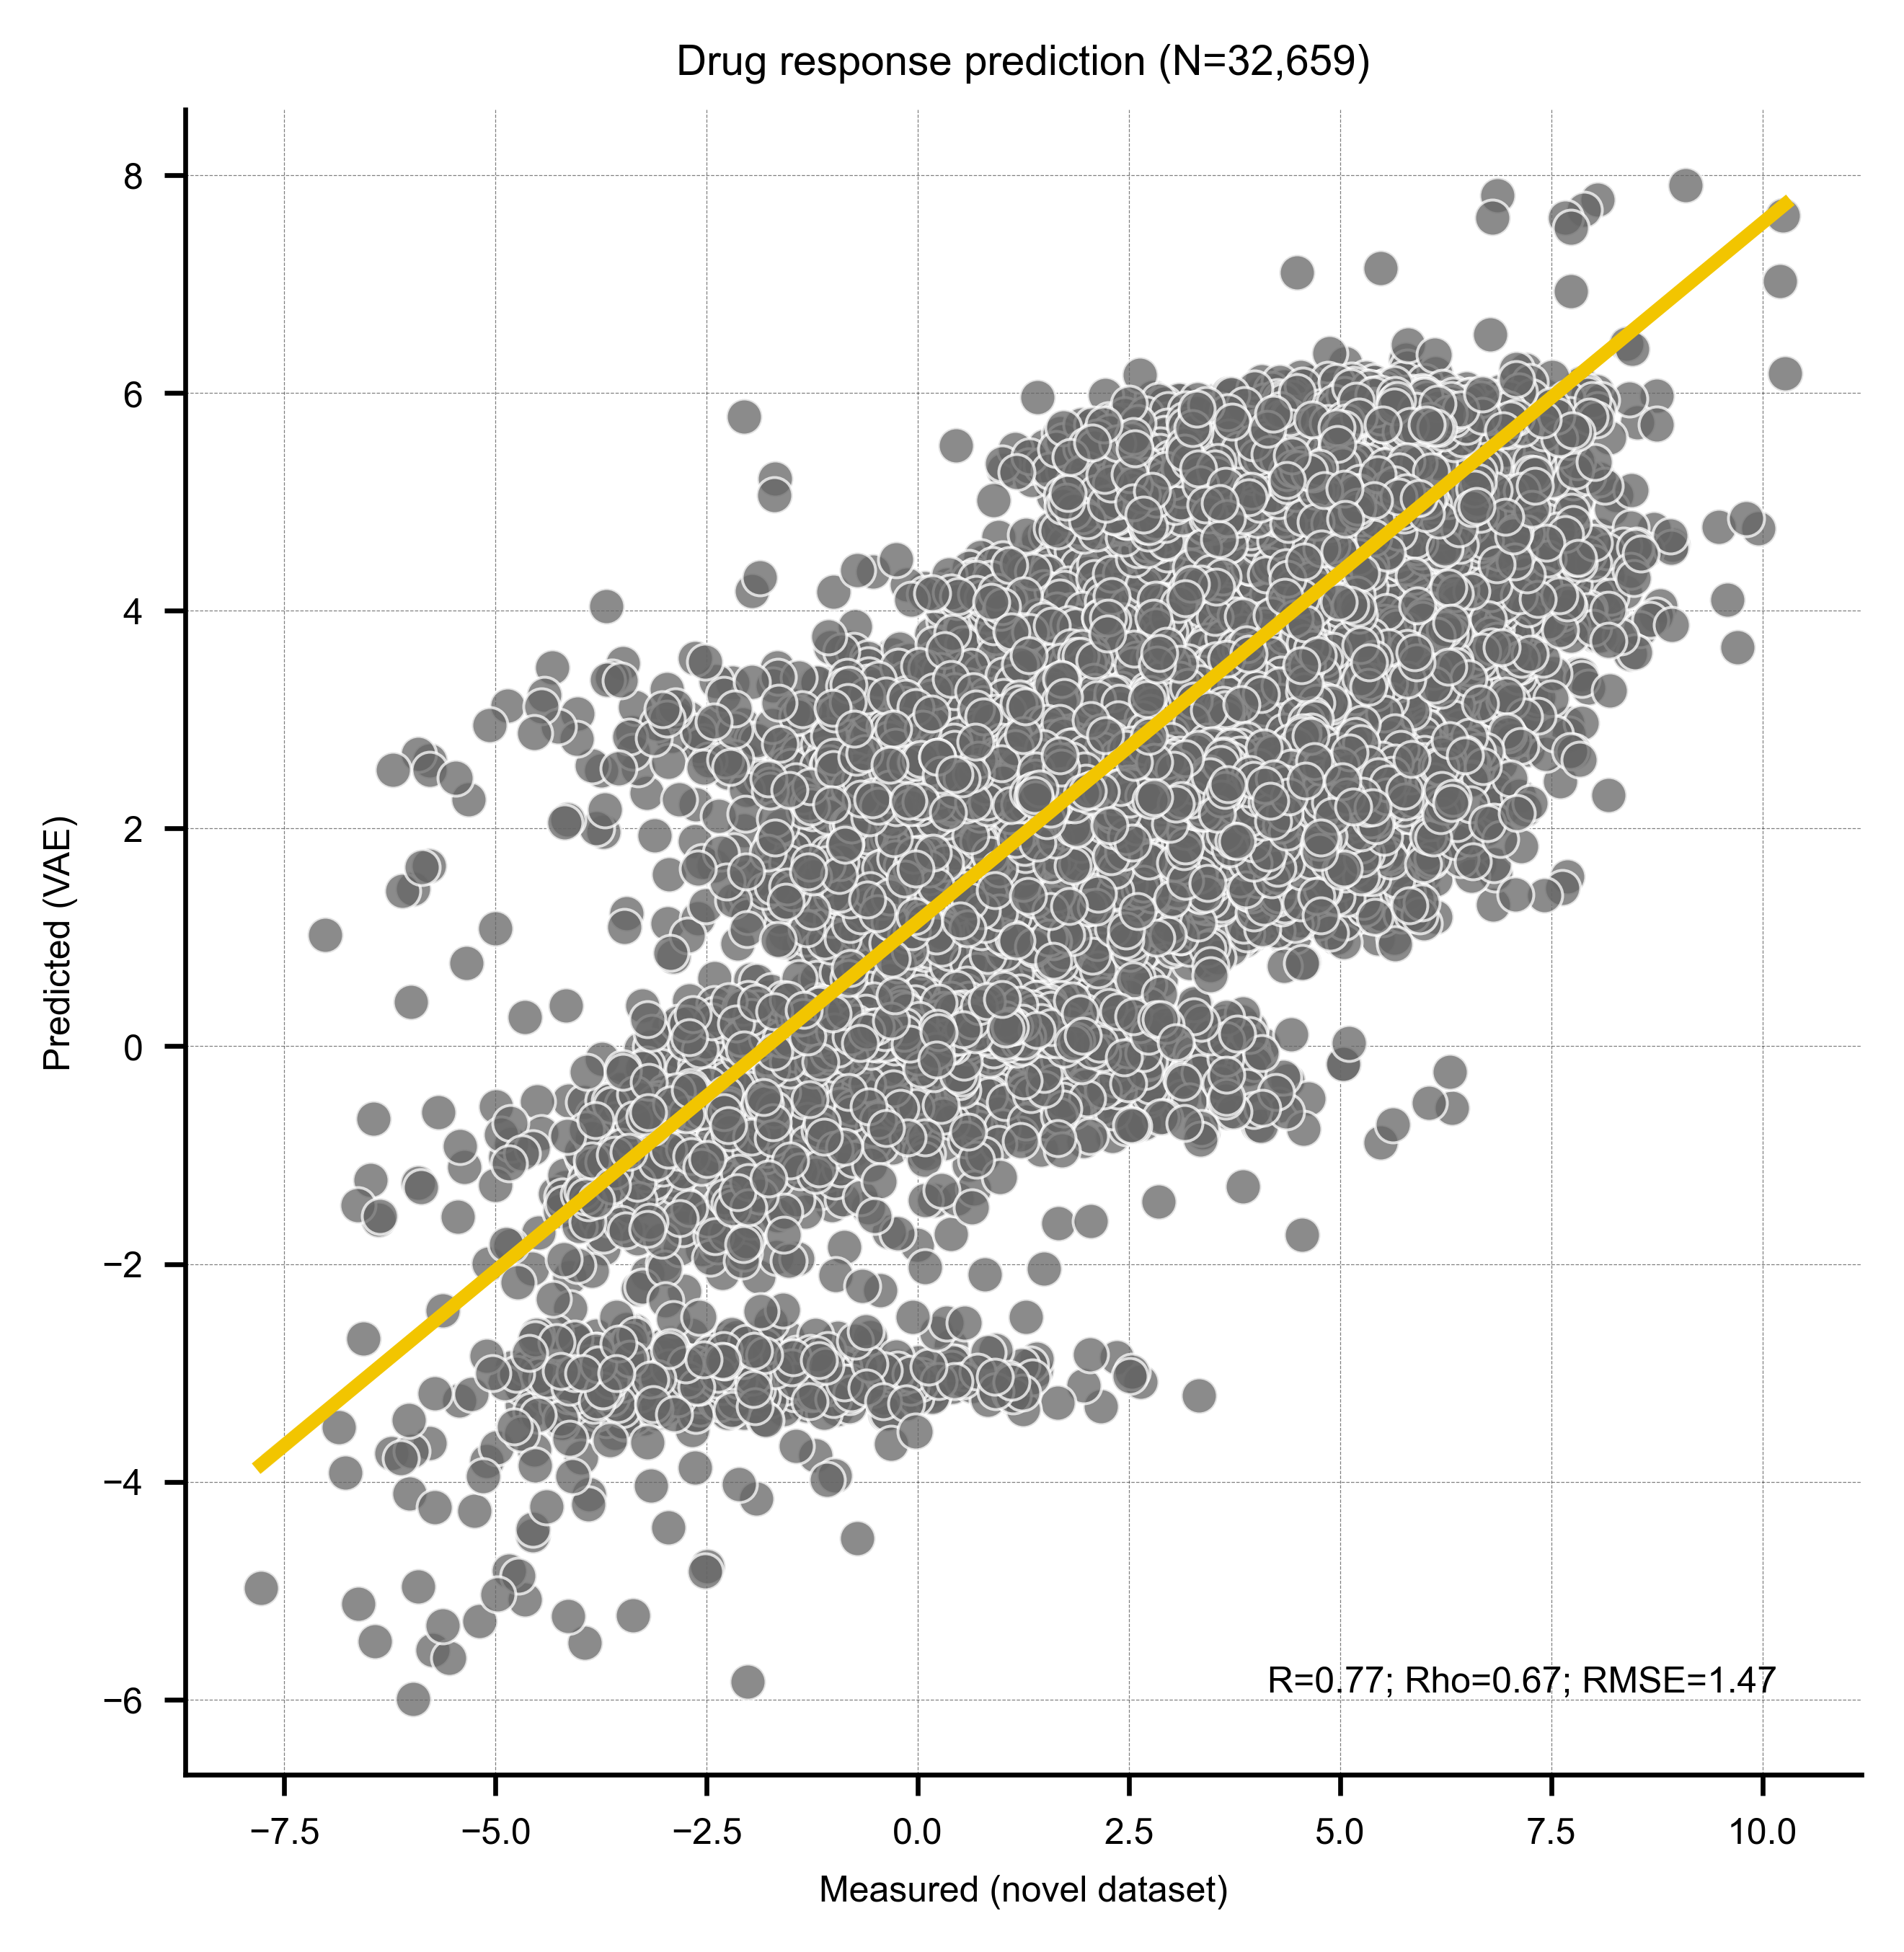 Drug response prediction (N=32,659)
8
6
4
2
0
−2
−4
−6
Predicted (VAE)
R=0.77; Rho=0.67; RMSE=1.47
−7.5 −5.0 −2.5 0.0 2.5 5.0 7.5 10.0
Measured (novel dataset)